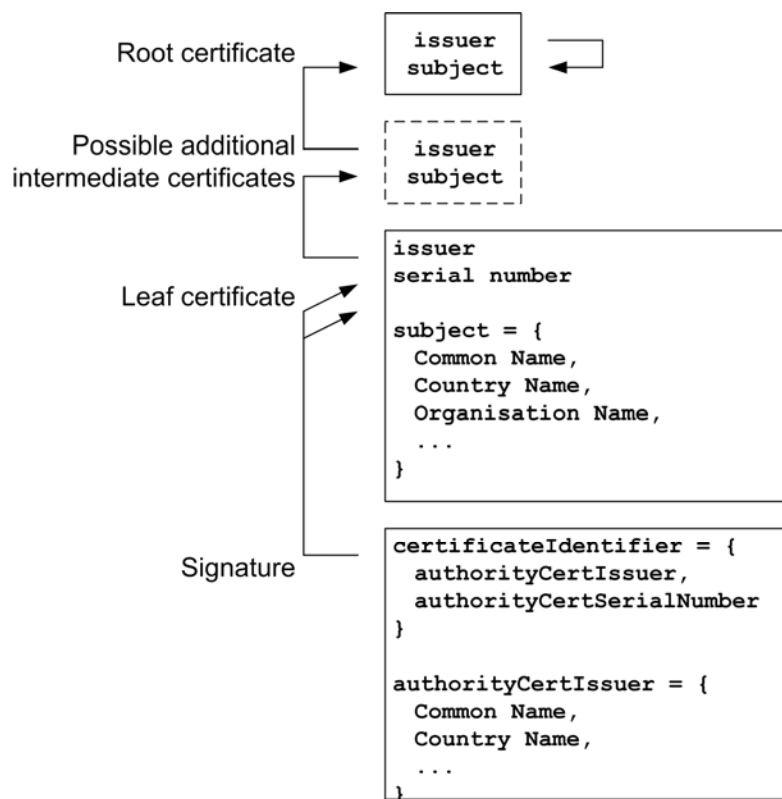 Root certificate
issuer
subject
Possible additional
intermediate certificates
issuer
subject
Leaf certificate
issuer
serial number
subject = {
Common Name,
Country Name,
Organisation Name,
...
}
Signature
certificateIdentifier = {
authorityCertIssuer,
authorityCertSerialNumber
}
authorityCertIssuer = {
Common Name,
Country Name,
...
}